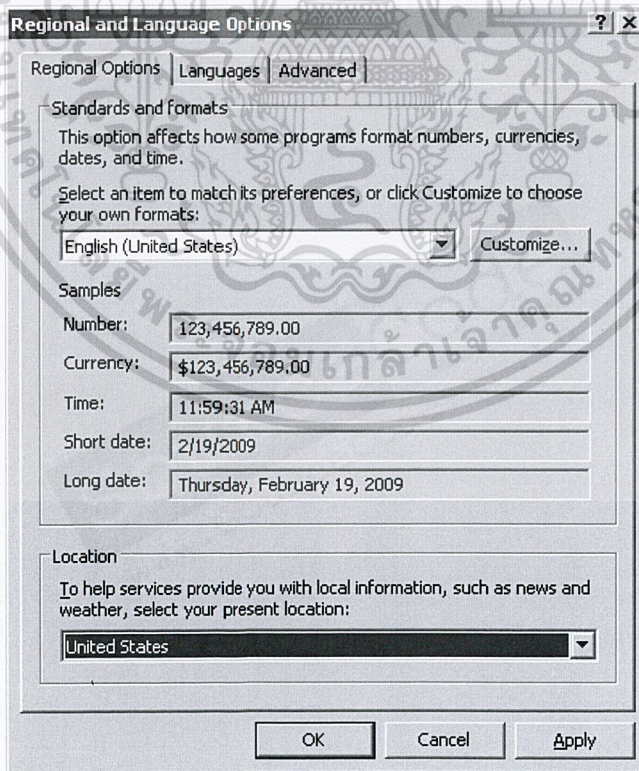 Regional and Language Options ? X
Regional Options Languages Advanced
Standards and formats
This option affects how some programs format numbers, currencies,
dates, and time.
Select an item to match its preferences, or click Customize to choose
your own formats:
English (United States) Customize...
Samples
Number: 123,456,789.00
Currency: $123,456,789.00
Time: 11:59:31 AM
Short date: 2/19/2009
Long date: Thursday, February 19, 2009
Location
To help services provide you with local information, such as news and
weather, select your present location:
United States
OK Cancel Apply